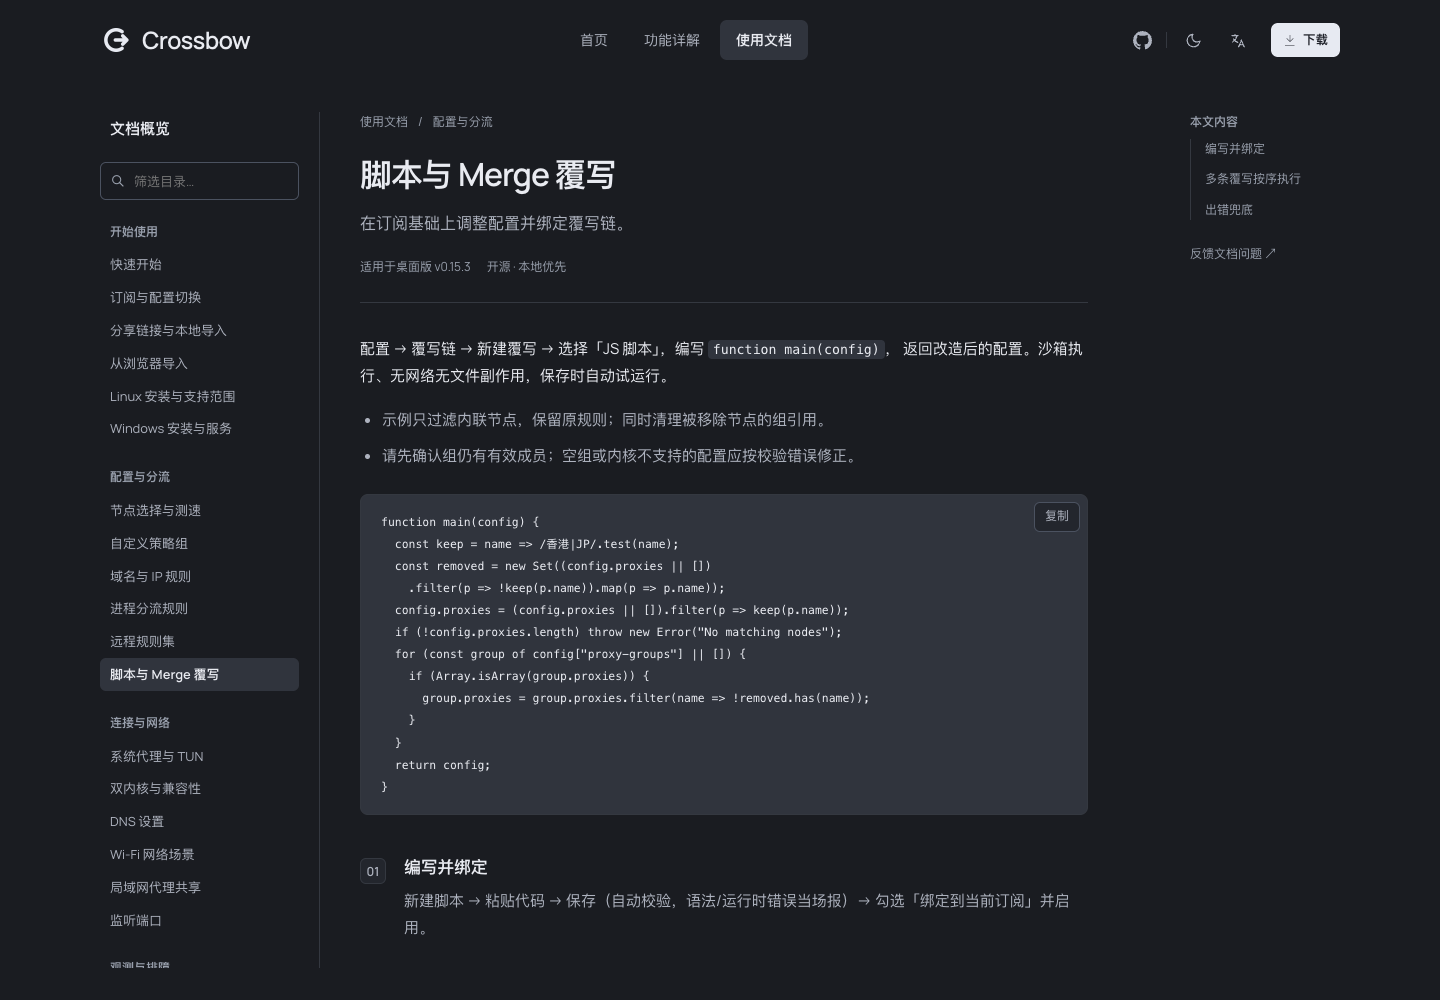 Crossbow
首页
功能详解
使用文档
下载
文档概览
筛选目录...
开始使用
快速开始
订阅与配置切换
分享链接与本地导入
从浏览器导入
Linux 安装与支持范围
Windows 安装与服务
配置与分流
节点选择与测速
自定义策略组
域名与 IP 规则
进程分流规则
远程规则集
脚本与 Merge 覆写
连接与网络
系统代理与 TUN
双内核与兼容性
DNS 设置
Wi-Fi 网络场景
局域网代理共享
监听端口
观测与排障
使用文档 / 配置与分流
脚本与 Merge 覆写
在订阅基础上调整配置并绑定覆写链。
适用于桌面版 v0.15.3 开源 · 本地优先
配置 → 覆写链 → 新建覆写 → 选择「JS 脚本」，编写 function main(config)， 返回改造后的配置。沙箱执
行、无网络无文件副作用，保存时自动试运行。
• 示例只过滤内联节点，保留原规则；同时清理被移除节点的组引用。
• 请先确认组仍有有效成员；空组或内核不支持的配置应按校验错误修正。
复制
function main(config) {
  const keep = name => /香港|JP/.test(name);
  const removed = new Set((config.proxies || [])
    .filter(p => !keep(p.name)).map(p => p.name));
  config.proxies = (config.proxies || []).filter(p => keep(p.name));
  if (!config.proxies.length) throw new Error("No matching nodes");
  for (const group of config["proxy-groups"] || []) {
    if (Array.isArray(group.proxies)) {
      group.proxies = group.proxies.filter(name => !removed.has(name));
    }
  }
  return config;
}
01
编写并绑定
新建脚本 → 粘贴代码 → 保存（自动校验，语法/运行时错误当场报）→ 勾选「绑定到当前订阅」并启
用。
本文内容
编写并绑定
多条覆写按序执行
出错兜底
反馈文档问题 ↗